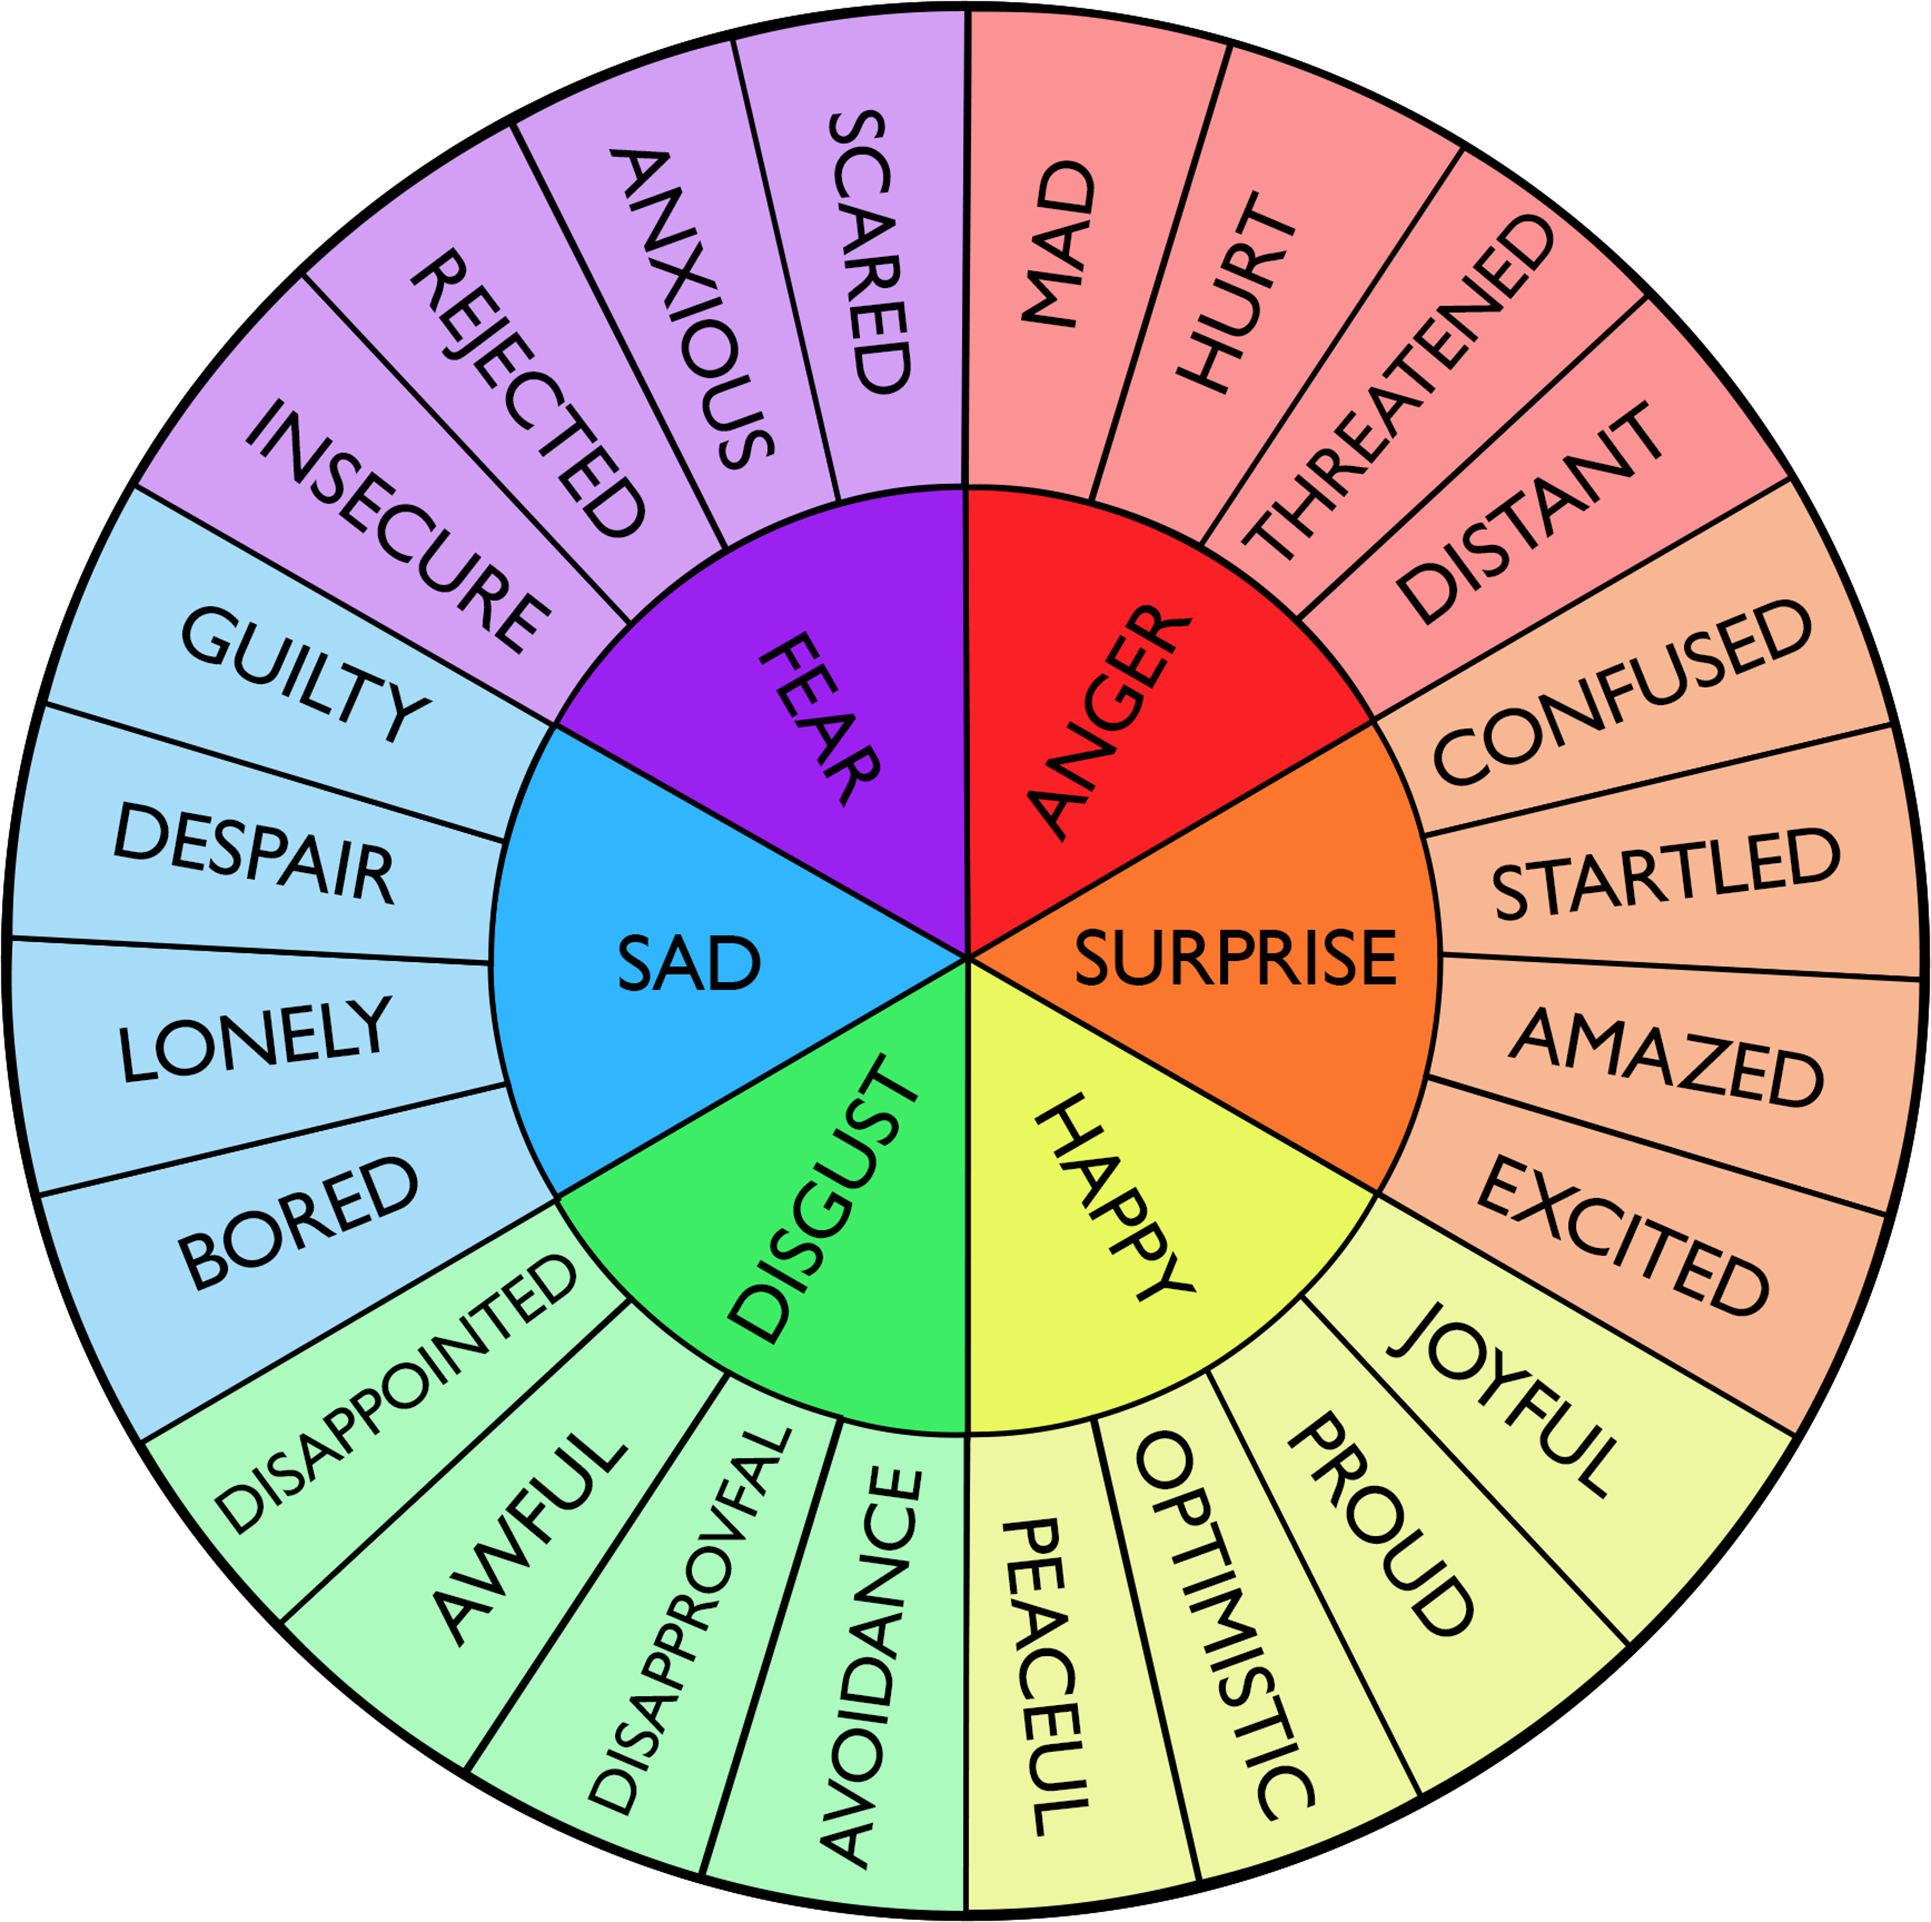 MAD
HURT
THREATENED
DISTANT
CONFUSED
STARTLED
AMAZED
EXCITED
JOYFUL
PROUD
OPTIMISTIC
PEACEUL
AVOIDANCE
DISAPPROVEAL
AWFUL
DISAPPOINTED
BORED
LONELY
DESPAIR
GUILTY
INSECURE
REJECTED
ANXIOUS
SCARED
ANGER
SURPRISE
HAPPY
DISGUST
SAD
FEAR